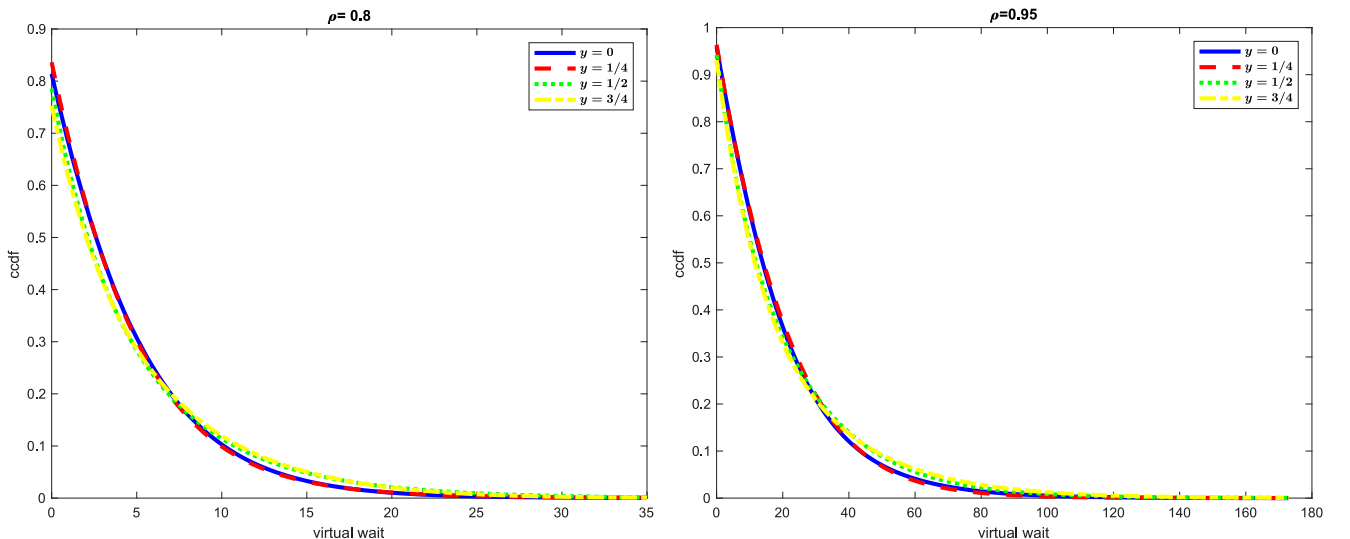 ρ= 0.8
0.9
0.8
0.7
0.6
0.5
0.4
0.3
0.2
0.1
0
ccdf
y = 0
y = 1/4
y = 1/2
y = 3/4
0 5 10 15 20 25 30 35
virtual wait
ρ=0.95
1
0.9
0.8
0.7
0.6
0.5
0.4
0.3
0.2
0.1
0
ccdf
y = 0
y = 1/4
y = 1/2
y = 3/4
0 20 40 60 80 100 120 140 160 180
virtual wait